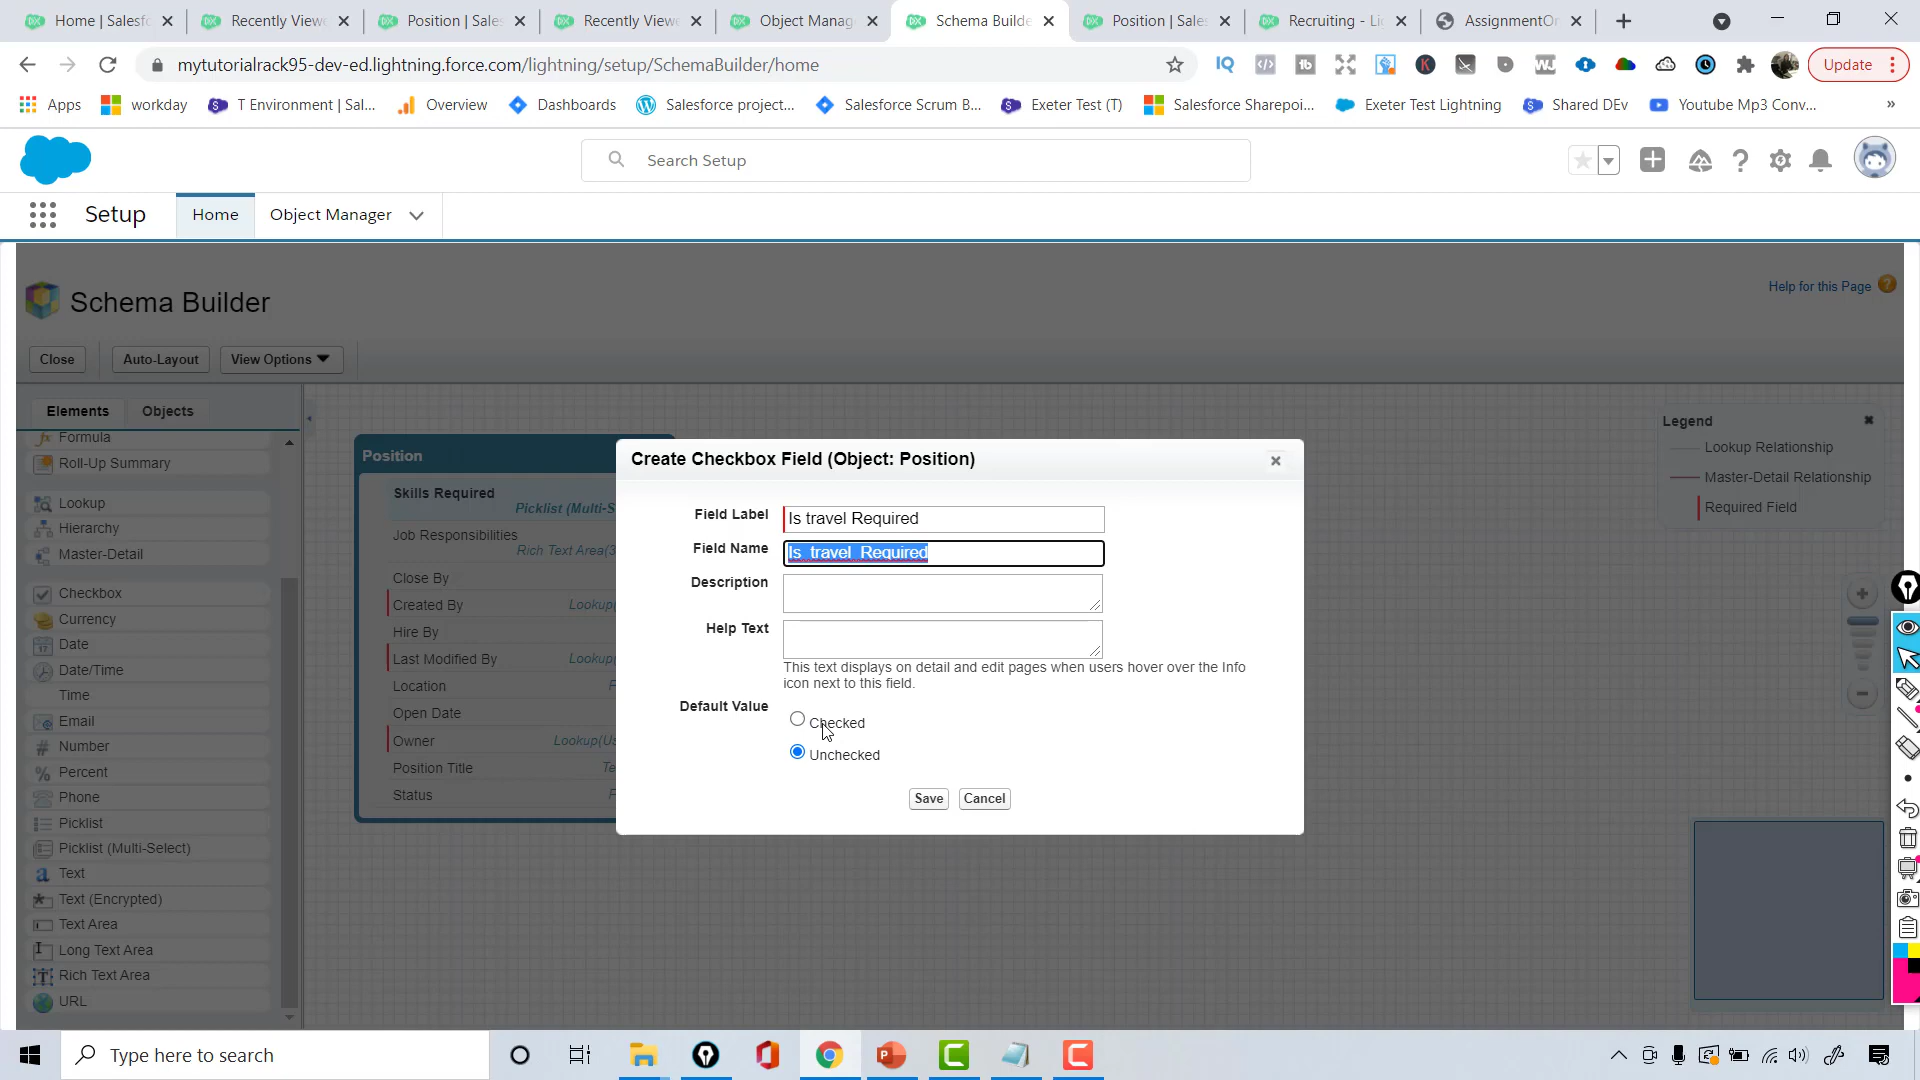 Home | Salesf
Recently View
Position | Sales
Recently View
Object Manag
Schema Builde
Position | Sales
Recruiting - Li
AssignmentOr
mytutorialrack95-dev-ed.lightning.force.com/lightning/setup/SchemaBuilder/home
Update
Apps
workday
T Environment | Sal...
Overview
Dashboards
Salesforce project...
Salesforce Scrum B...
Exeter Test (T)
Salesforce Sharepoi...
Exeter Test Lightning
Shared DEv
Youtube Mp3 Conv...
»
Search Setup
Setup
Home
Object Manager
Schema Builder
Help for this Page
Close
Auto-Layout
View Options
Elements
Objects
Formula
Roll-Up Summary
Lookup
Hierarchy
Master-Detail
Checkbox
Currency
Date
Date/Time
Time
Email
Number
Percent
Phone
Picklist
Picklist (Multi-Select)
Text
Text (Encrypted)
Text Area
Long Text Area
Rich Text Area
URL
Position
Skills Required
Picklist (Multi-S
Job Responsibilities
Rich Text Area(3
Close By
Created By Lookup(
Hire By
Last Modified By Lookup(
Location
Open Date
Owner Lookup(Us
Position Title Te
Status
Create Checkbox Field (Object: Position)
Field Label Is travel Required
Field Name Is_travel_Required
Description
Help Text
This text displays on detail and edit pages when users hover over the Info
icon next to this field.
Default Value
Checked
Unchecked
Save Cancel
Legend
Lookup Relationship
Master-Detail Relationship
Required Field
Type here to search